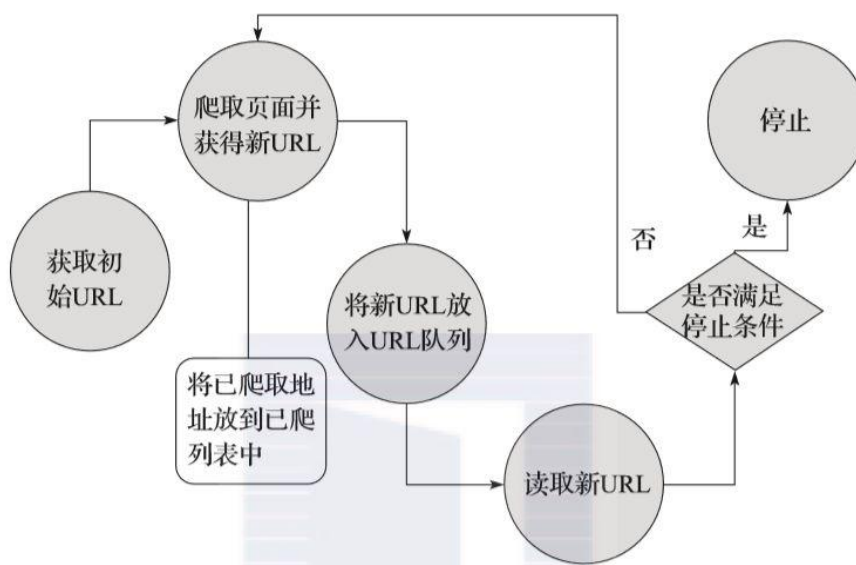 爬取页面并
获得新URL
停止
获取初
始URL
否
是
将新URL放
入URL队列
是否满足
停止条件
将已爬取地
址放到已爬
列表中
读取新URL